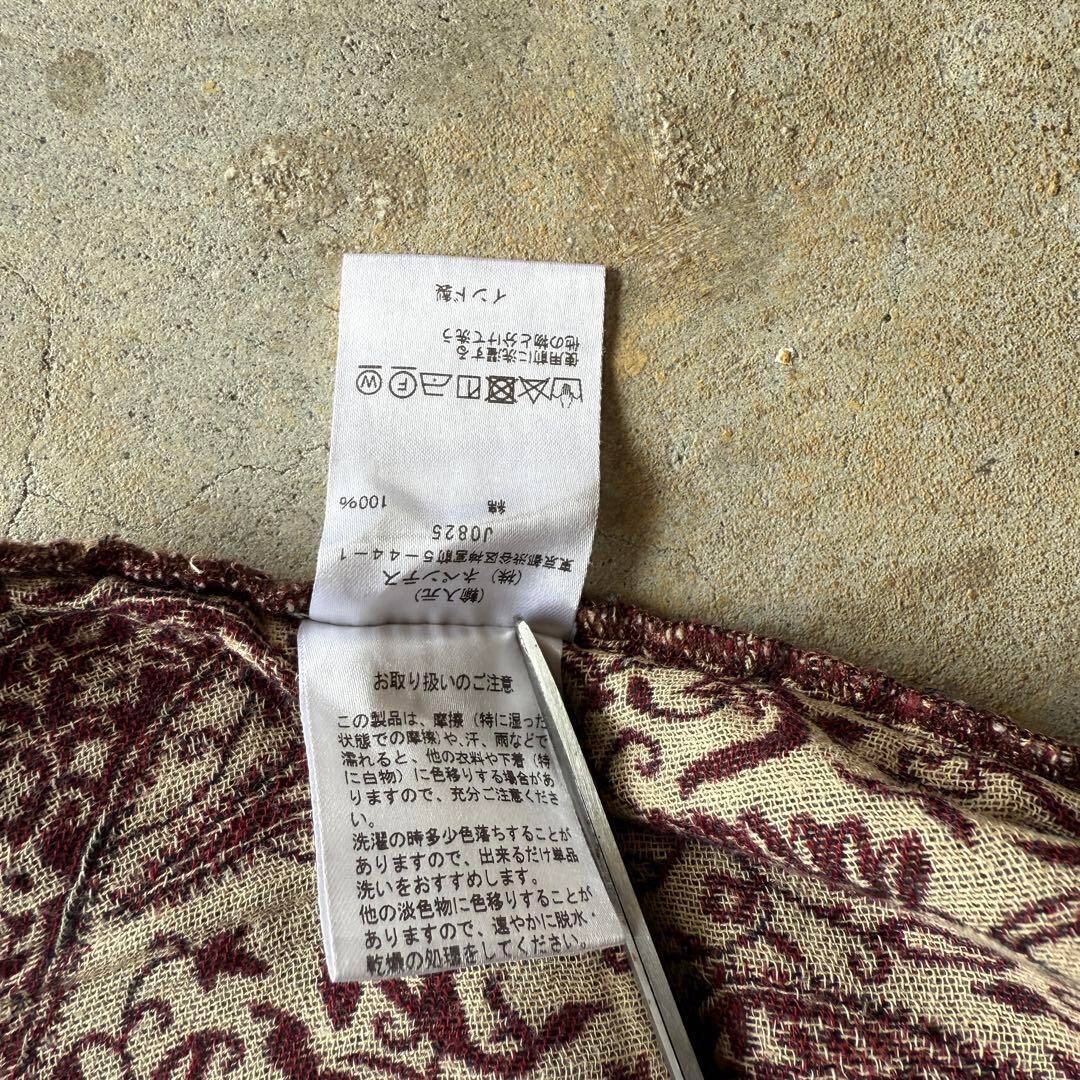 (輸入元)
(株) ネペンテス
東京都渋谷区神宮前5-44-1
J0825
綿 100%
W F
使用前に洗濯する
他の物と分けて洗う
インド製
お取り扱いのご注意
この製品は、摩擦(特に湿った
状態での摩擦)や、汗、雨などで
濡れると、他の衣料や下着(特
に白物)に色移りする場合があ
りますので、充分ご注意くださ
い。
洗濯の時多少色落ちすることが
ありますので、出来るだけ単品
洗いをおすすめします。
他の淡色物に色移りすることが
ありますので、速やかに脱水・
乾燥の処理をしてください。